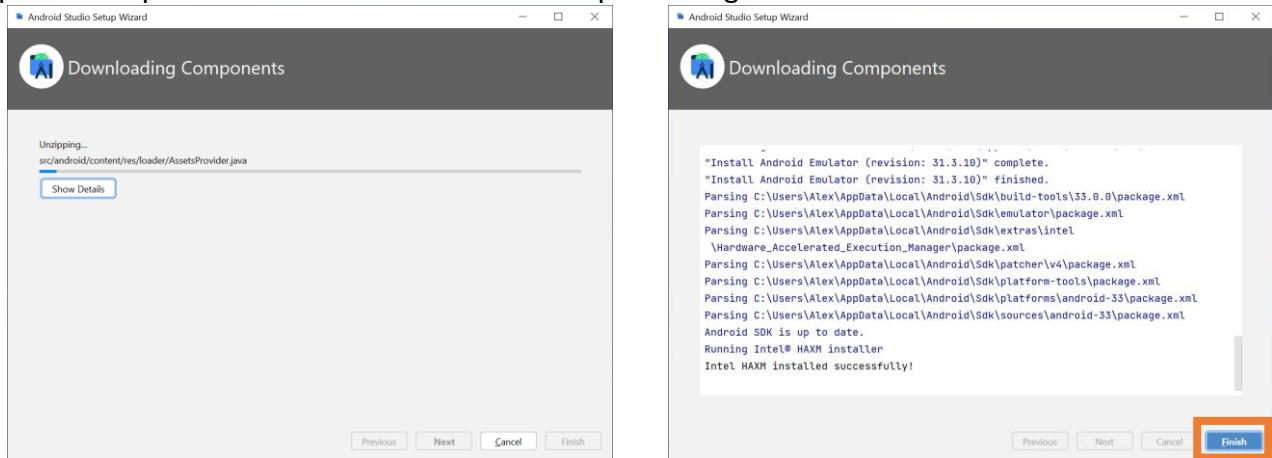 Android Studio Setup Wizard
Downloading Components
Unzipping...
src/android/content/res/loader/AssetsProvider.java
Show Details
Previous Next Cancel Finish
Android Studio Setup Wizard
Downloading Components
"Install Android Emulator (revision: 31.3.10)" complete.
"Install Android Emulator (revision: 31.3.10)" finished.
Parsing C:\Users\Alex\AppData\Local\Android\Sdk\build-tools\33.0.0\package.xml
Parsing C:\Users\Alex\AppData\Local\Android\Sdk\emulator\package.xml
Parsing C:\Users\Alex\AppData\Local\Android\Sdk\extras\intel
\Hardware_Accelerated_Execution_Manager\package.xml
Parsing C:\Users\Alex\AppData\Local\Android\Sdk\patcher\v4\package.xml
Parsing C:\Users\Alex\AppData\Local\Android\Sdk\platform-tools\package.xml
Parsing C:\Users\Alex\AppData\Local\Android\Sdk\platforms\android-33\package.xml
Parsing C:\Users\Alex\AppData\Local\Android\Sdk\sources\android-33\package.xml
Android SDK is up to date.
Running Intel® HAXM installer
Intel HAXM installed successfully!
Previous Next Cancel Finish